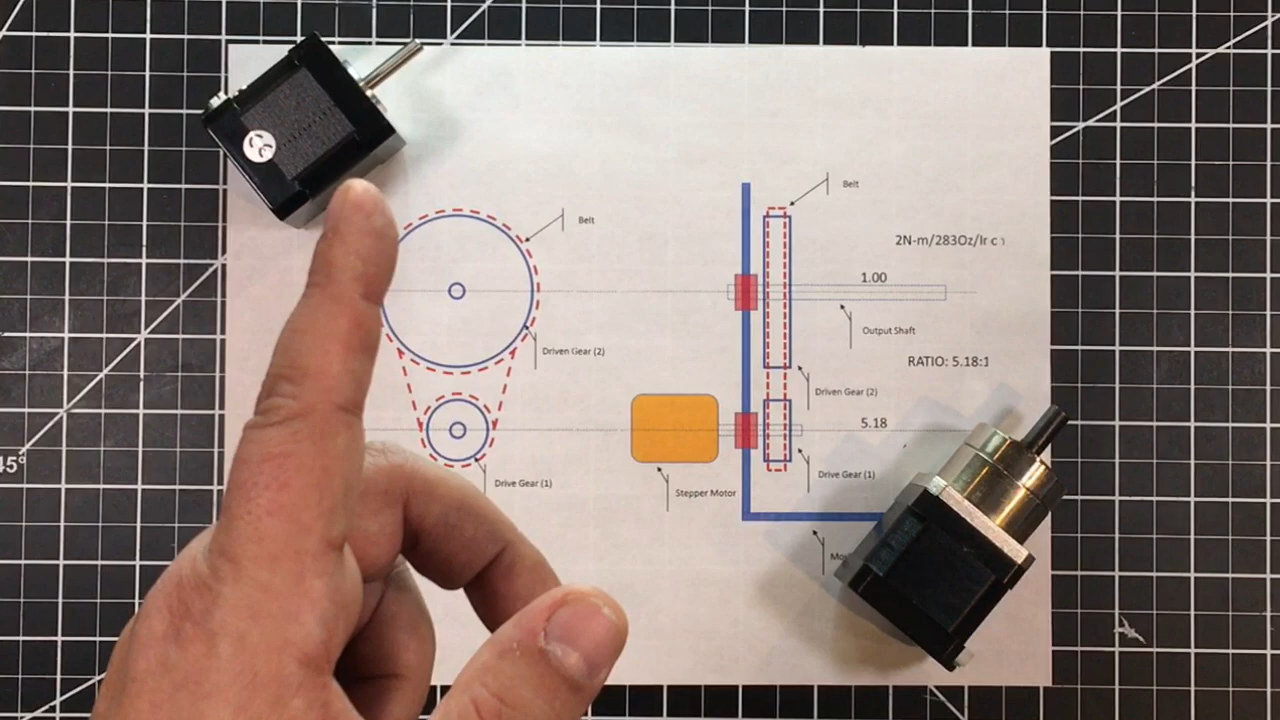 Belt
Belt
2N-m/283Oz/
1.00
Output Shaft
Driven Gear (2)
RATIO: 5.18:1
Driven Gear (2)
5.18
Drive Gear (1)
Drive Gear (1)
Stepper Motor
45°
CE